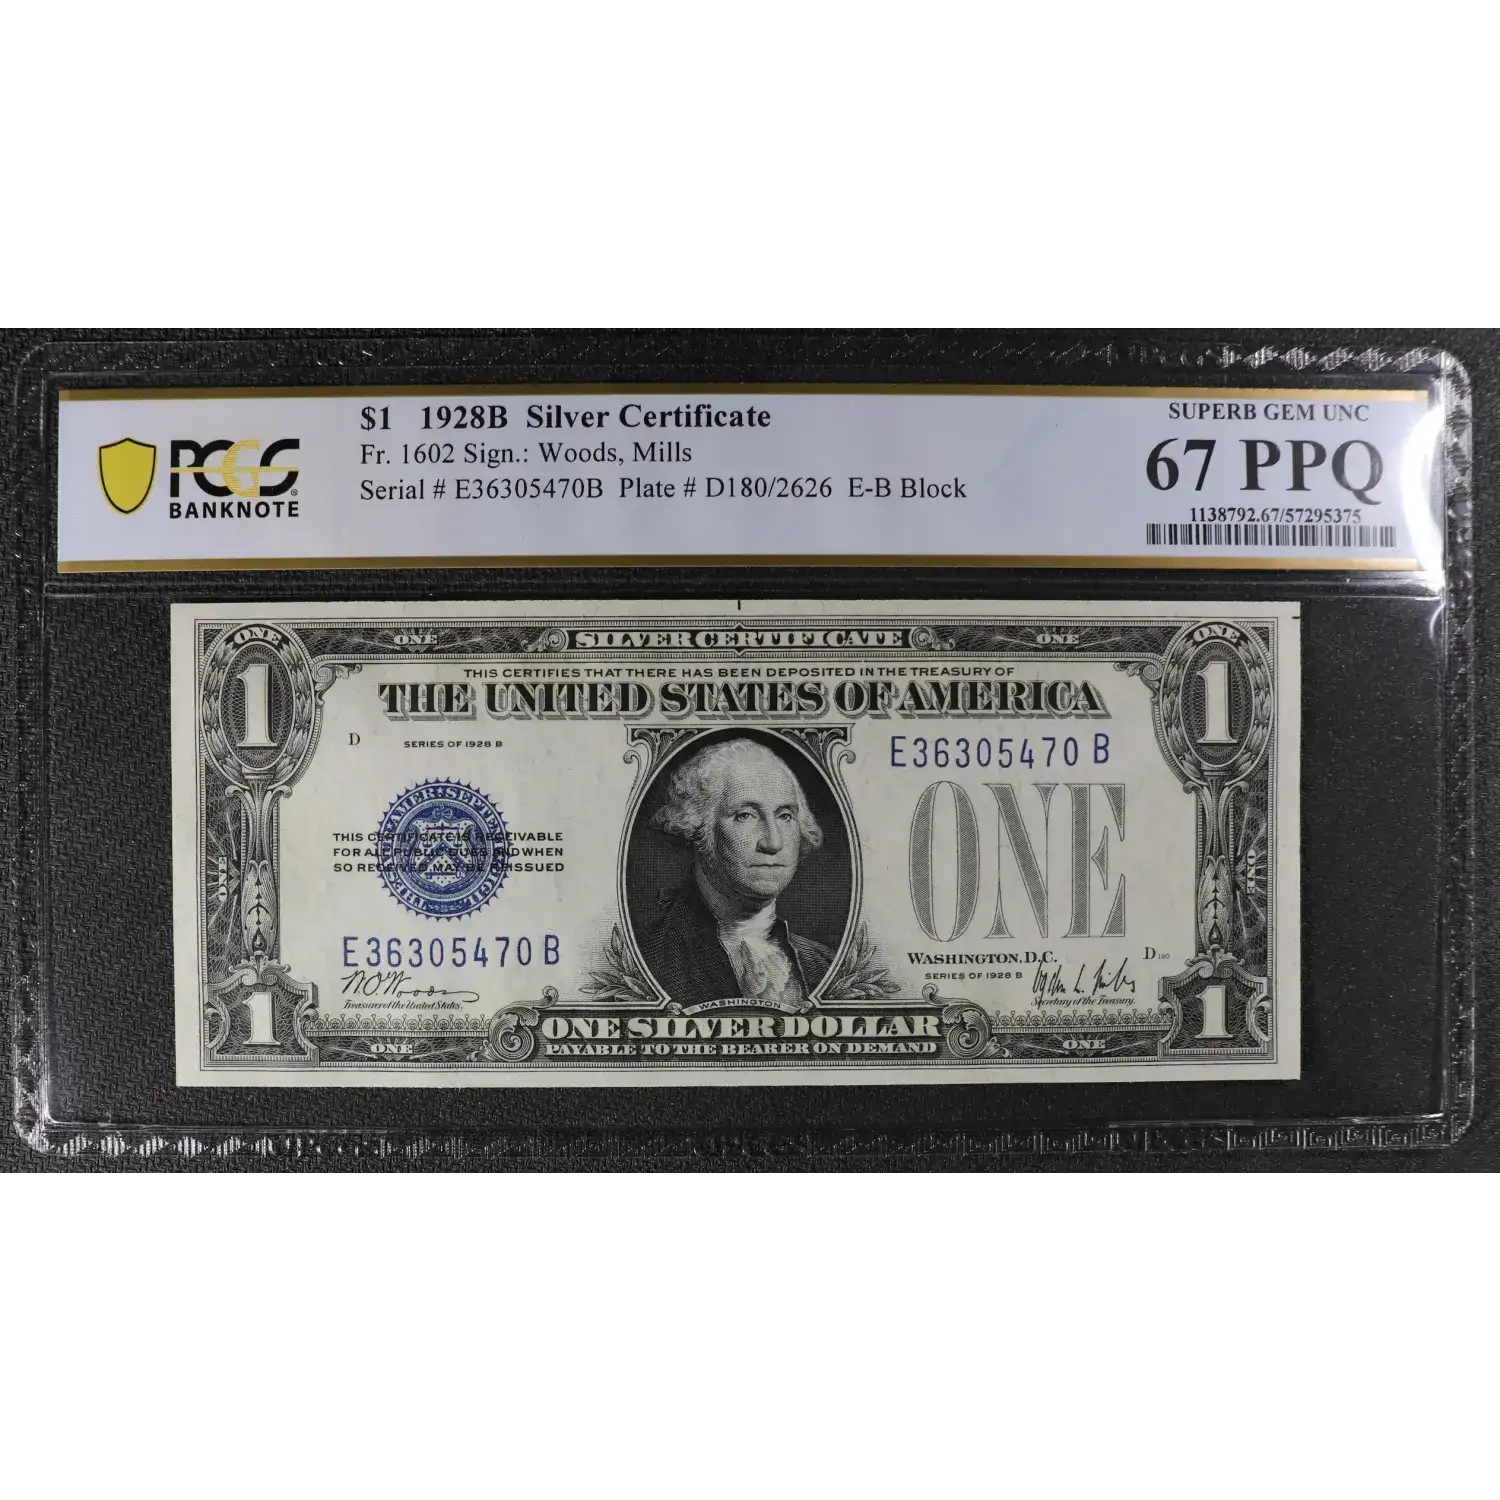 $1 1928B Silver Certificate
Fr. 1602 Sign.: Woods, Mills
Serial # E36305470B Plate # D180/2626 E-B Block
PCGS
BANKNOTE
SUPERB GEM UNC
67 PPQ
1138792.67/57295375
ONE
ONE
SILVER CERTIFICATE
ONE
ONE
1
1
THIS CERTIFIES THAT THERE HAS BEEN DEPOSITED IN THE TREASURY OF
THE UNITED STATES OF AMERICA
D
SERIES OF 1928 B
E36305470 B
ONE
THIS CERTIFICATE IS RECEIVABLE
FOR ALL PUBLIC DUES AND WHEN
SO RECEIVED MAY BE REISSUED
ONE
ONE
E36305470 B
WASHINGTON, D.C.
D 180
SERIES OF 1928 B
Treasurer of the United States.
Secretary of the Treasury.
WASHINGTON
1
1
ONE SILVER DOLLAR
PAYABLE TO THE BEARER ON DEMAND
ONE
ONE